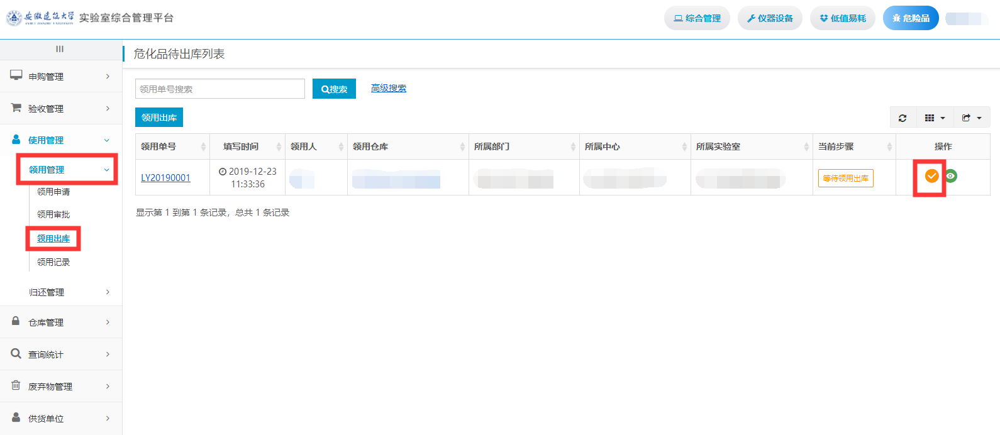 安徽建筑大学 实验室综合管理平台
ANHUI JIANZHU UNIVERSITY
综合管理
仪器设备
低值易耗
危险品
申购管理
验收管理
使用管理
领用管理
领用申请
领用审批
领用出库
领用记录
归还管理
仓库管理
查询统计
废弃物管理
供货单位
危化品待出库列表
领用单号搜索
搜索
高级搜索
领用出库
领用单号 填写时间 领用人 领用仓库 所属部门 所属中心 所属实验室 当前步骤 操作
LY20190001 2019-12-23 等待领用出库
11:33:36
显示第 1 到第 1 条记录，总共 1 条记录